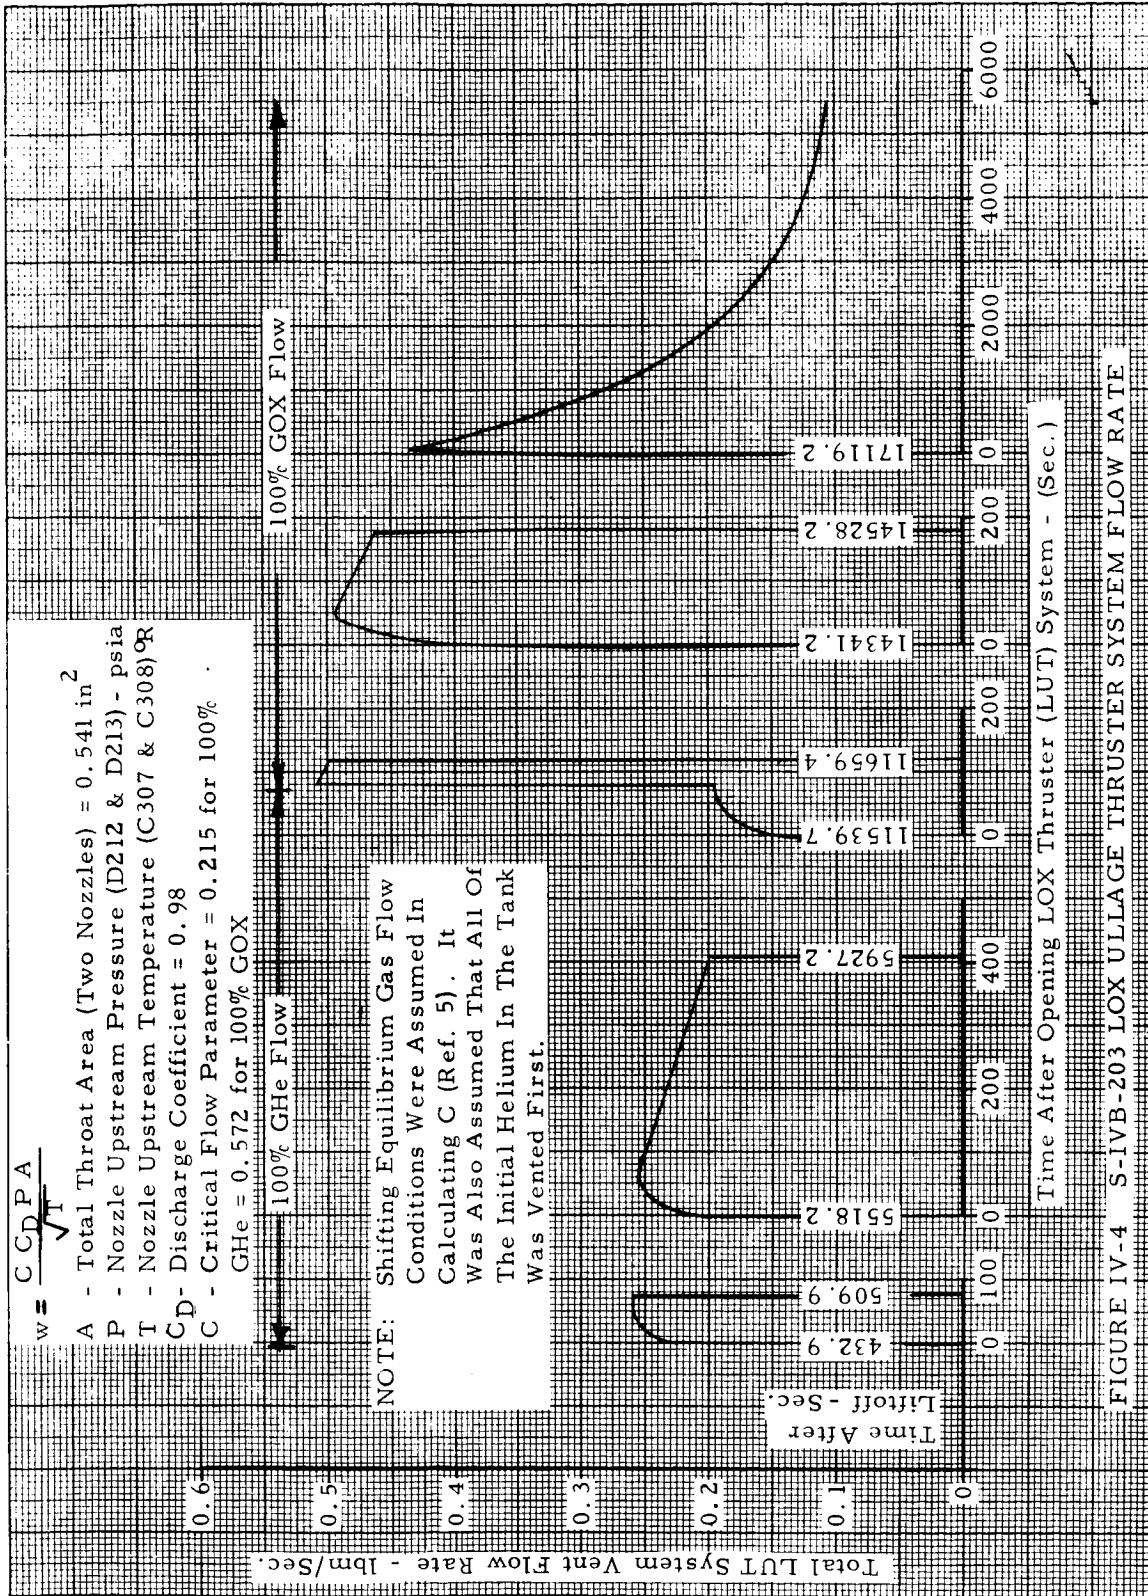 w = C C_D P A
√T
A - Total Throat Area (Two Nozzles) = 0.541 in²
P - Nozzle Upstream Pressure (D212 & D213) - psia
T - Nozzle Upstream Temperature (C307 & C308) °R
C_D - Discharge Coefficient = 0.98
C - Critical Flow Parameter = 0.215 for 100%
GHe = 0.572 for 100% GOX
100% GHe Flow
100% GOX Flow
NOTE: Shifting Equilibrium Gas Flow
Conditions Were Assumed In
Calculating C (Ref. 5). It
Was Also Assumed That All Of
The Initial Helium In The Tank
Was Vented First.
Total LUT System Vent Flow Rate - lbm/Sec.
0.6
0.5
0.4
0.3
0.2
0.1
0
Time After
Liftoff - Sec.
432.9
509.9
5518.2
5927.2
11539.7
11659.4
14341.2
14528.2
17119.2
0
100
0
200
400
0
200
0
200
0
2000
4000
6000
Time After Opening LOX Thruster (LUT) System - (Sec.)
FIGURE IV-4 S-IVB-203 LOX ULLAGE THRUSTER SYSTEM FLOW RATE